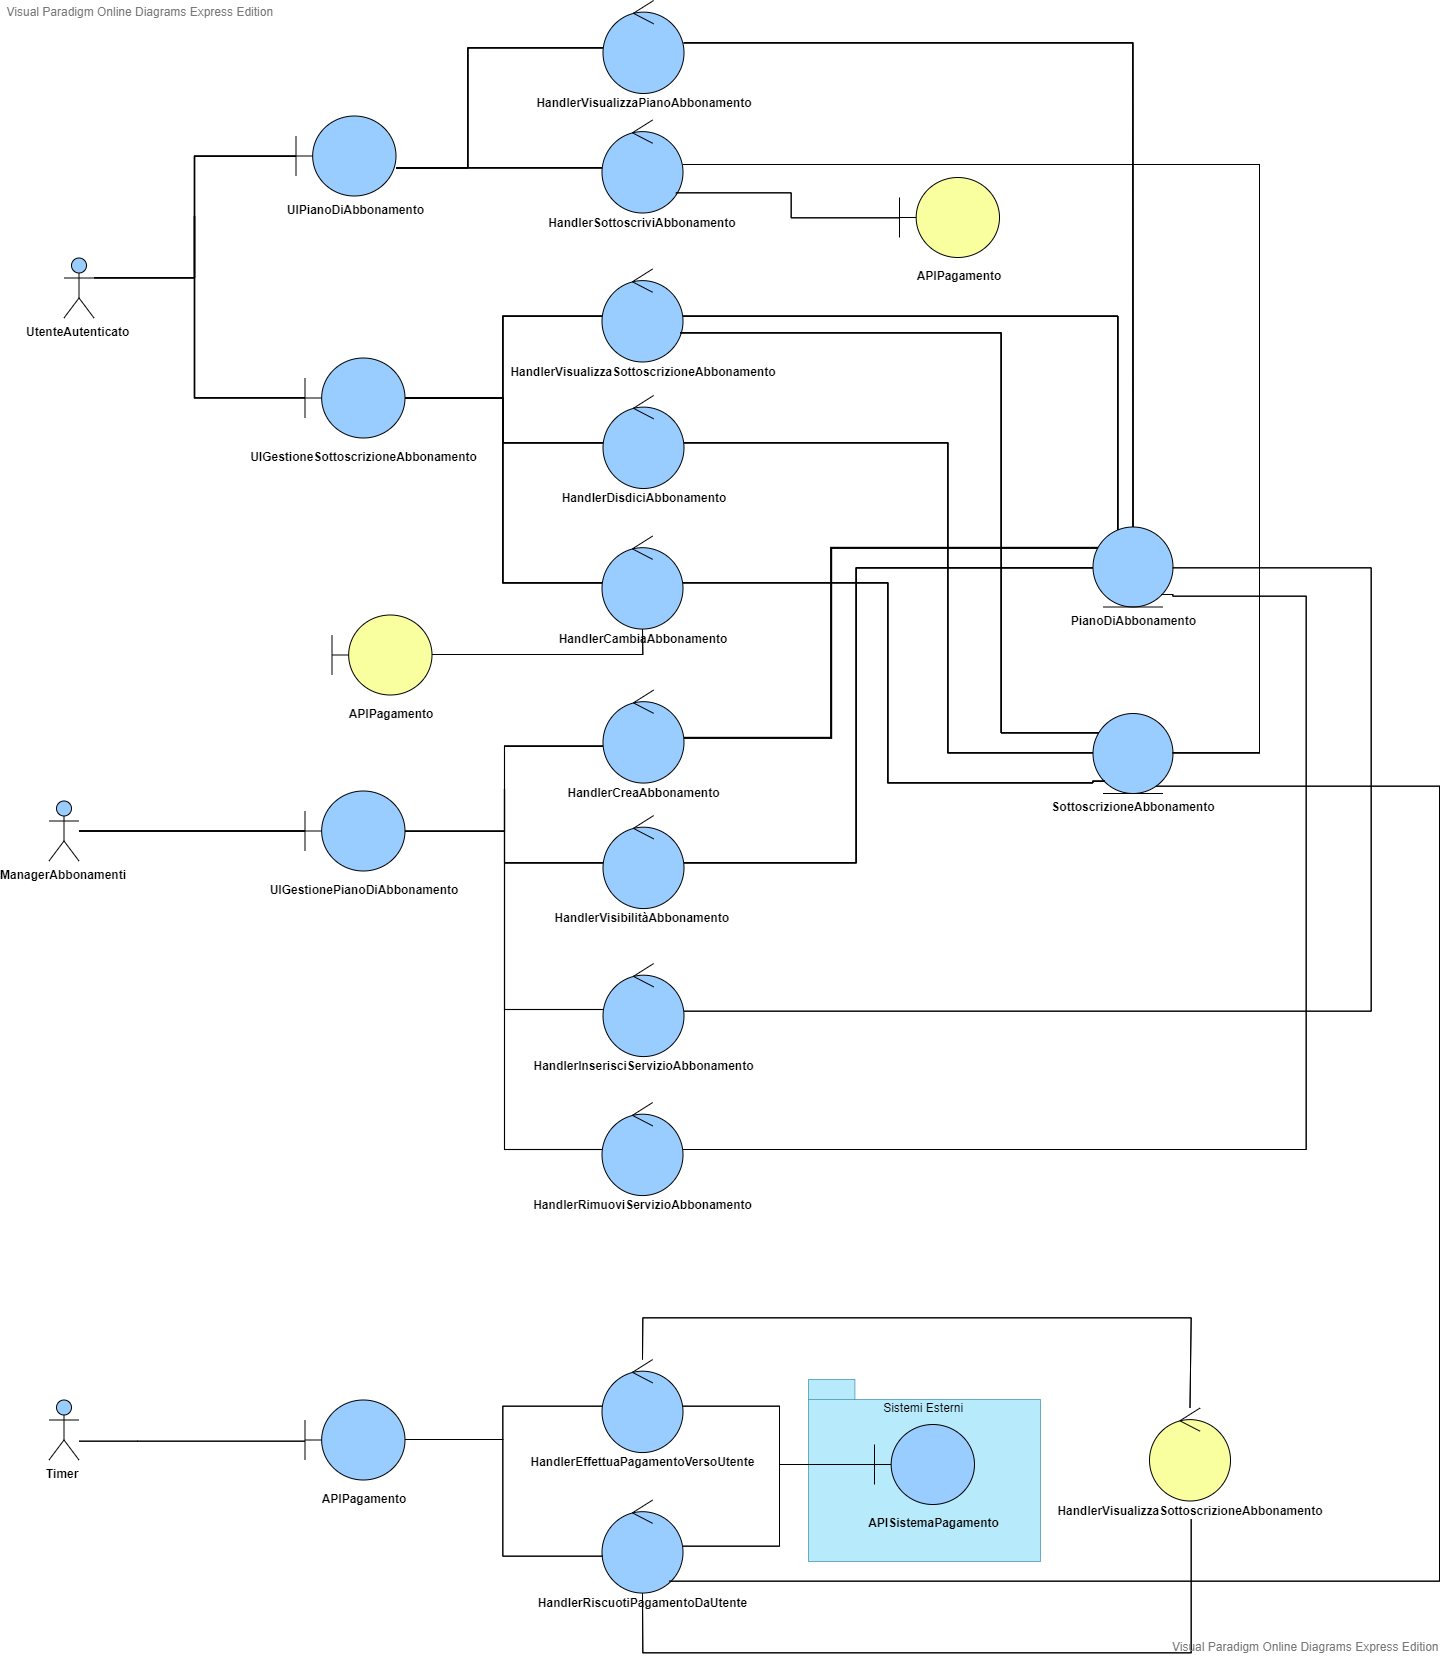 Visual Paradigm Online Diagrams Express Edition
HandlerVisualizzaPianoAbbonamento
UIPianoDiAbbonamento
HandlerSottoscriviAbbonamento
APIPagamento
UtenteAutenticato
HandlerVisualizzaSottoscrizioneAbbonamento
UIGestioneSottoscrizioneAbbonamento
HandlerDisdiciAbbonamento
PianoDiAbbonamento
HandlerCambiaAbbonamento
APIPagamento
HandlerCreaAbbonamento
SottoscrizioneAbbonamento
ManagerAbbonamenti
UIGestionePianoDiAbbonamento
HandlerVisibilitàAbbonamento
HandlerInserisciServizioAbbonamento
HandlerRimuoviServizioAbbonamento
Sistemi Esterni
Timer
HandlerEffettuaPagamentoVersoUtente
APIPagamento
HandlerVisualizzaSottoscrizioneAbbonamento
APISistemaPagamento
HandlerRiscuotiPagamentoDaUtente
Visual Paradigm Online Diagrams Express Edition